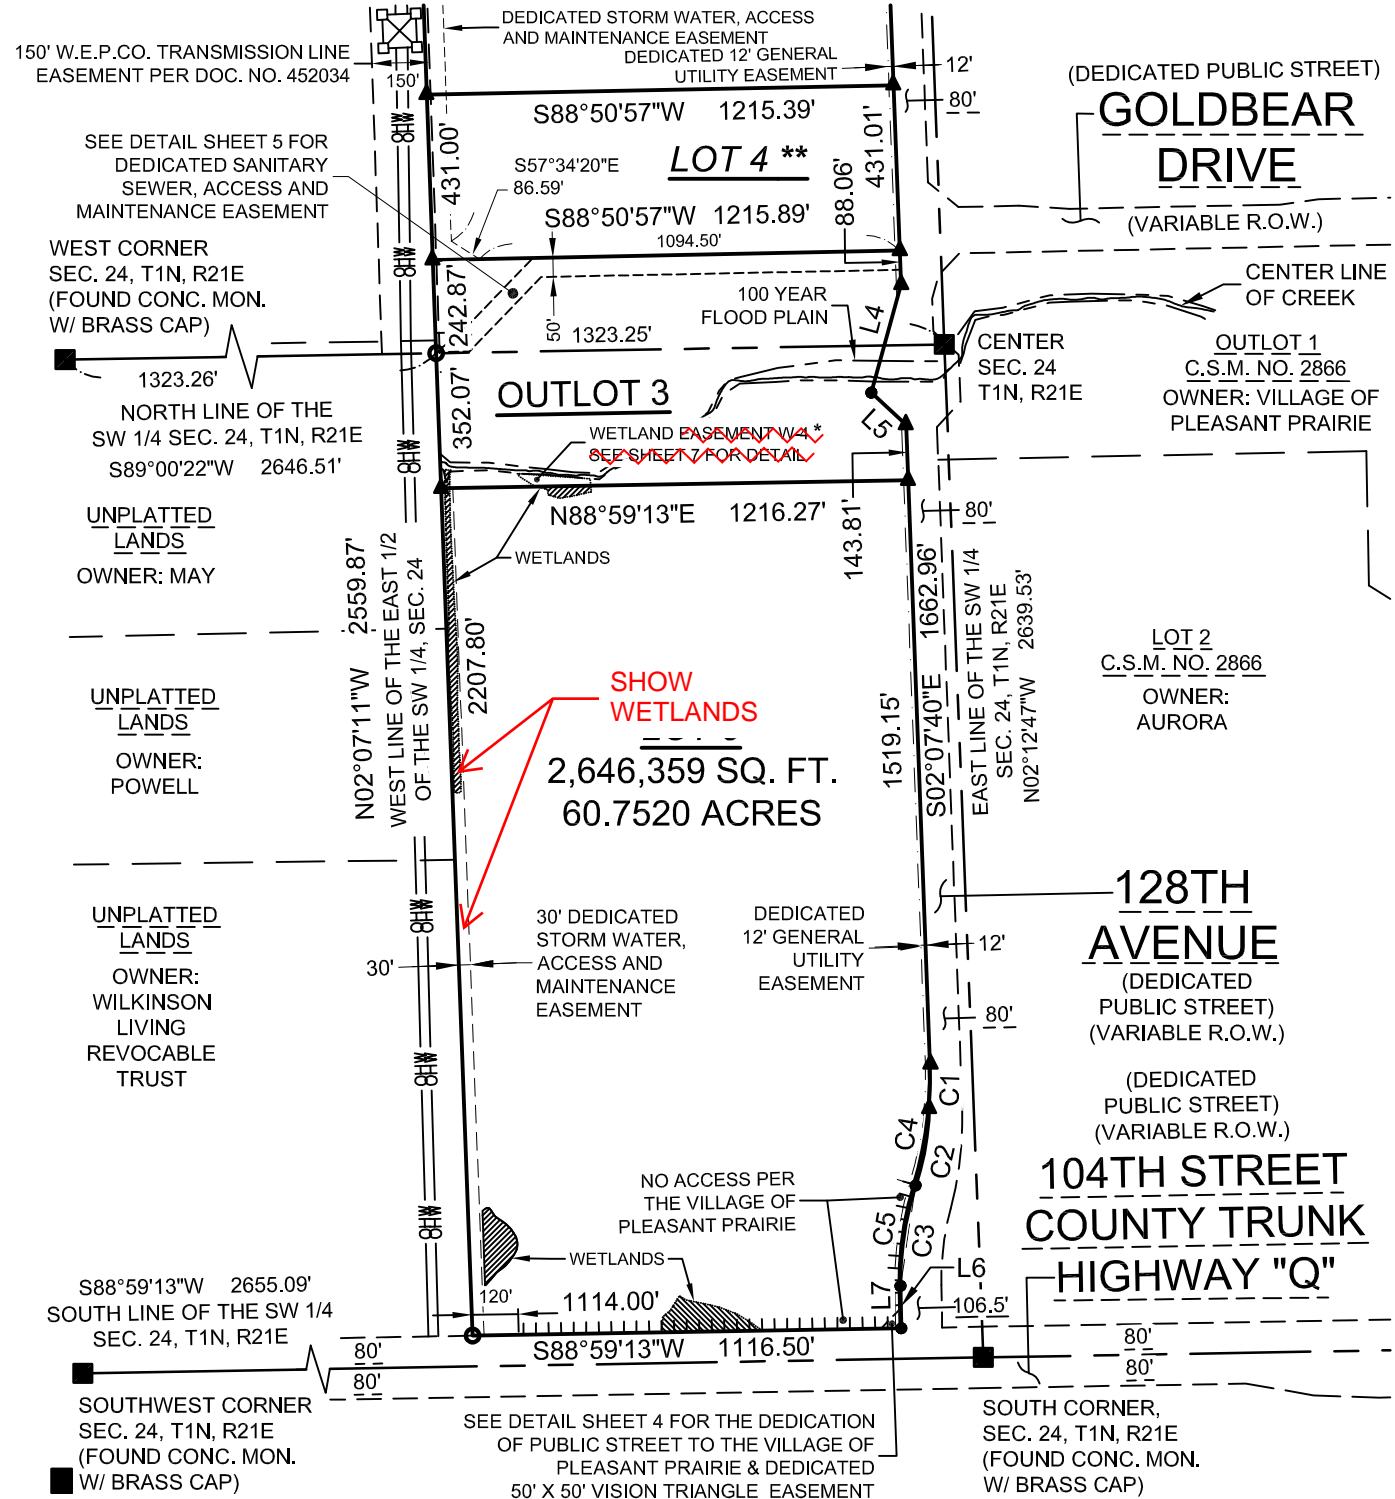 DEDICATED STORM WATER, ACCESS
AND MAINTENANCE EASEMENT
150' W.E.P.CO. TRANSMISSION LINE
EASEMENT PER DOC. NO. 452034
150'
DEDICATED 12' GENERAL
UTILITY EASEMENT
12'
80'
(DEDICATED PUBLIC STREET)
GOLDBEAR
DRIVE
(VARIABLE R.O.W.)
S88°50'57"W 1215.39'
LOT 4 **
431.00'
431.01'
88.06'
S57°34'20"E
86.59'
S88°50'57"W 1215.89'
1094.50'
SEE DETAIL SHEET 5 FOR
DEDICATED SANITARY
SEWER, ACCESS AND
MAINTENANCE EASEMENT
WEST CORNER
SEC. 24, T1N, R21E
(FOUND CONC. MON.
W/ BRASS CAP)
242.87'
50'
1323.25'
100 YEAR
FLOOD PLAIN
L4
CENTER LINE
OF CREEK
CENTER
SEC. 24
T1N, R21E
OUTLOT 1
C.S.M. NO. 2866
OWNER: VILLAGE OF
PLEASANT PRAIRIE
1323.26'
NORTH LINE OF THE
SW 1/4 SEC. 24, T1N, R21E
S89°00'22"W 2646.51'
352.07'
OUTLOT 3
L5
WETLAND EASEMENT W-4 *
SEE SHEET 7 FOR DETAIL
N88°59'13"E 1216.27'
143.81'
80'
WETLANDS
UNPLATTED
LANDS
OWNER: MAY
N02°07'11"W 2559.87'
WEST LINE OF THE EAST 1/2
OF THE SW 1/4, SEC. 24
2207.80'
1519.15'
S02°07'40"E 1662.96'
EAST LINE OF THE SW 1/4
SEC. 24, T1N, R21E
N02°12'47"W 2639.53'
LOT 2
C.S.M. NO. 2866
OWNER:
AURORA
UNPLATTED
LANDS
OWNER:
POWELL
SHOW
WETLANDS
2,646,359 SQ. FT.
60.7520 ACRES
UNPLATTED
LANDS
OWNER:
WILKINSON
LIVING
REVOCABLE
TRUST
30'
30' DEDICATED
STORM WATER,
ACCESS AND
MAINTENANCE
EASEMENT
DEDICATED
12' GENERAL
UTILITY
EASEMENT
12'
80'
128TH
AVENUE
(DEDICATED
PUBLIC STREET)
(VARIABLE R.O.W.)
C1
C4
C2
C5
C3
L6
L7
(DEDICATED
PUBLIC STREET)
(VARIABLE R.O.W.)
104TH STREET
COUNTY TRUNK
HIGHWAY "Q"
NO ACCESS PER
THE VILLAGE OF
PLEASANT PRAIRIE
WETLANDS
106.5'
120'
1114.00'
S88°59'13"W 1116.50'
S88°59'13"W 2655.09'
SOUTH LINE OF THE SW 1/4
SEC. 24, T1N, R21E
80'
80'
80'
80'
SOUTHWEST CORNER
SEC. 24, T1N, R21E
(FOUND CONC. MON.
W/ BRASS CAP)
SEE DETAIL SHEET 4 FOR THE DEDICATION
OF PUBLIC STREET TO THE VILLAGE OF
PLEASANT PRAIRIE & DEDICATED
50' X 50' VISION TRIANGLE EASEMENT
SOUTH CORNER,
SEC. 24, T1N, R21E
(FOUND CONC. MON.
W/ BRASS CAP)